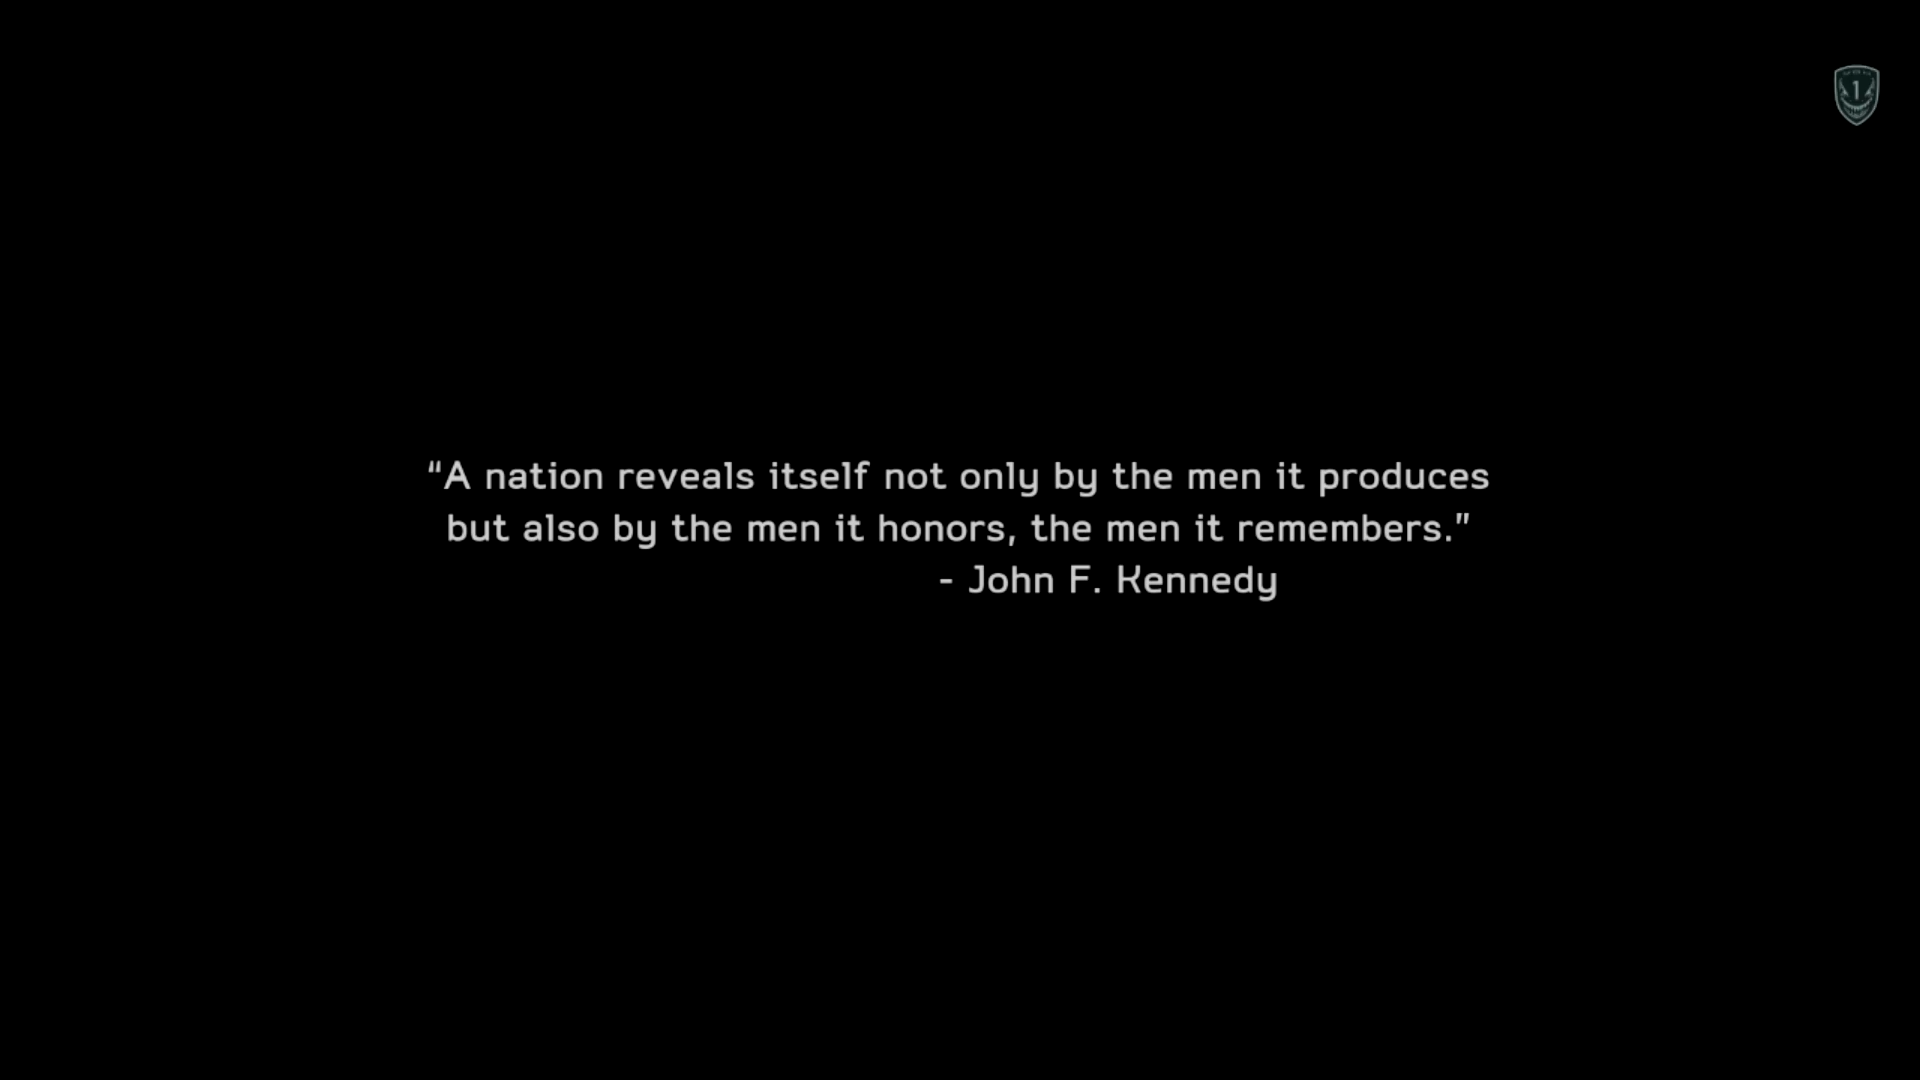 “A nation reveals itself not only by the men it produces
but also by the men it honors, the men it remembers.”
- John F. Kennedy
1